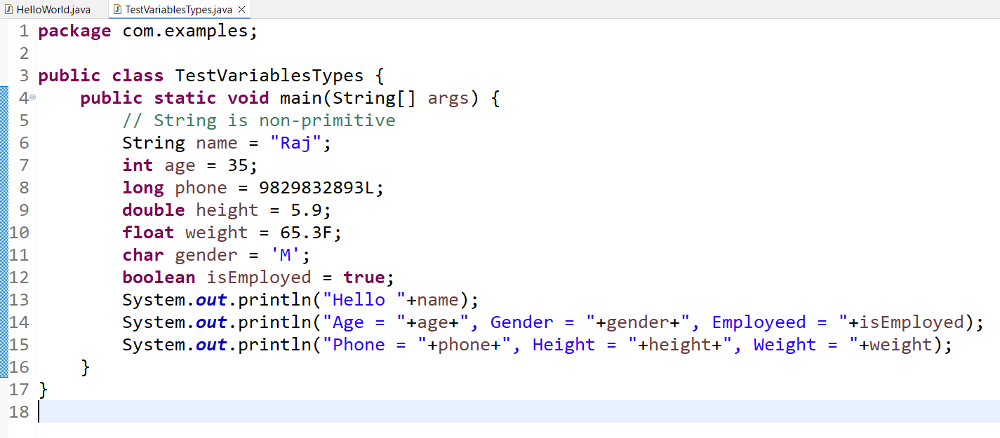 HelloWorld.java TestVariablesTypes.java
1 package com.examples;
2
3 public class TestVariablesTypes {
4     public static void main(String[] args) {
5         // String is non-primitive
6         String name = "Raj";
7         int age = 35;
8         long phone = 9829832893L;
9         double height = 5.9;
10         float weight = 65.3F;
11         char gender = 'M';
12         boolean isEmployed = true;
13         System.out.println("Hello "+name);
14         System.out.println("Age = "+age+", Gender = "+gender+", Employeed = "+isEmployed);
15         System.out.println("Phone = "+phone+", Height = "+height+", Weight = "+weight);
16     }
17 }
18